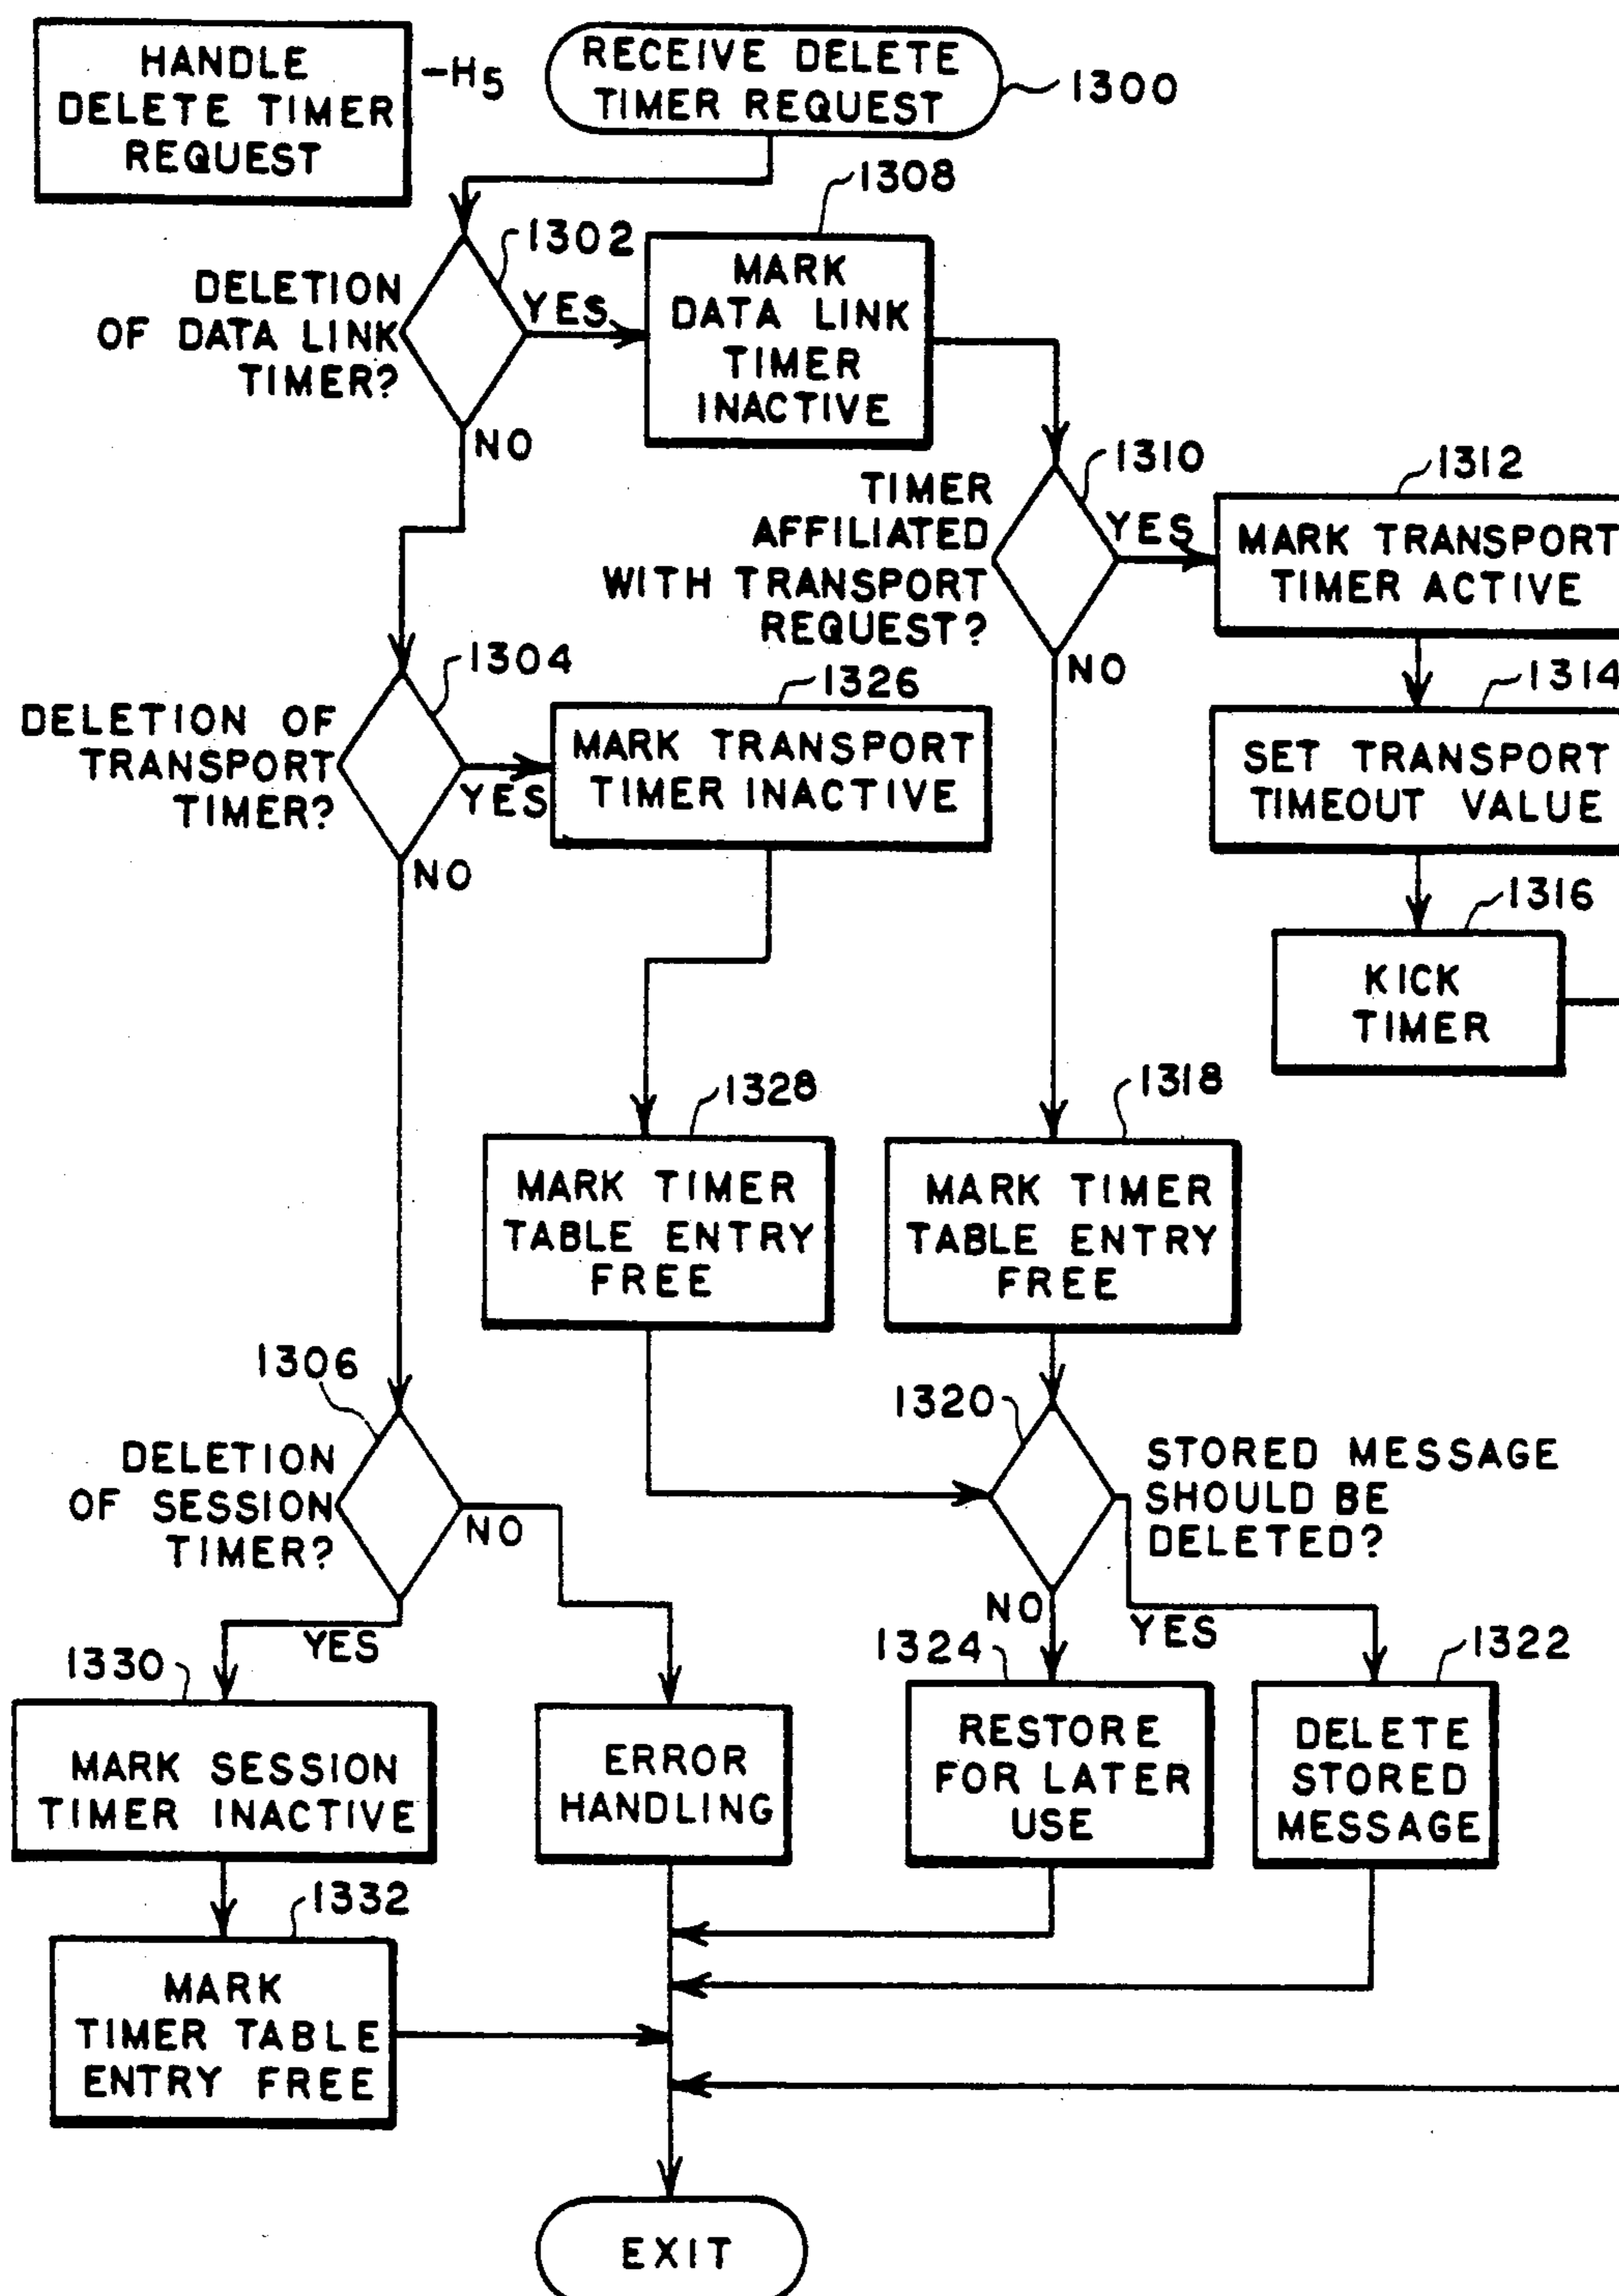 HANDLE
DELETE TIMER
REQUEST
-H5
RECEIVE DELETE
TIMER REQUEST
1300
1308
1302
MARK
DATA LINK
TIMER
INACTIVE
DELETION
OF DATA LINK
TIMER?
YES
NO
1310
TIMER
AFFILIATED
WITH TRANSPORT
REQUEST?
YES
NO
1312
MARK TRANSPORT
TIMER ACTIVE
1304
DELETION OF
TRANSPORT
TIMER?
YES
NO
1326
MARK TRANSPORT
TIMER INACTIVE
1314
SET TRANSPORT
TIMEOUT VALUE
1316
KICK
TIMER
1328
MARK TIMER
TABLE ENTRY
FREE
1318
MARK TIMER
TABLE ENTRY
FREE
1306
DELETION
OF SESSION
TIMER?
NO
YES
1320
STORED MESSAGE
SHOULD BE
DELETED?
NO
YES
1330
MARK SESSION
TIMER INACTIVE
ERROR
HANDLING
1324
RESTORE
FOR LATER
USE
1322
DELETE
STORED
MESSAGE
1332
MARK
TIMER TABLE
ENTRY FREE
EXIT